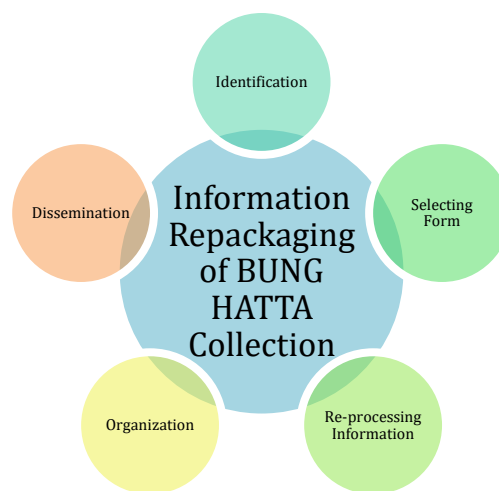 Identification
Selecting
Form
Re-processing
Information
Organization
Dissemination
Information
Repackaging
of BUNG
HATTA
Collection